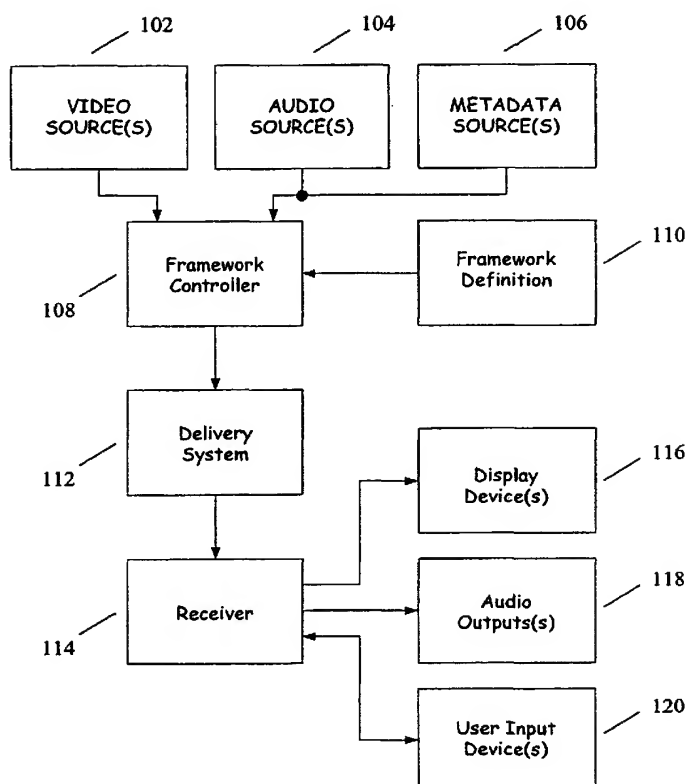 102
104
106
VIDEO
SOURCE(S)
AUDIO
SOURCE(S)
METADATA
SOURCE(S)
Framework
Controller
108
Framework
Definition
110
Delivery
System
112
Display
Device(s)
116
Receiver
114
Audio
Outputs(s)
118
User Input
Device(s)
120